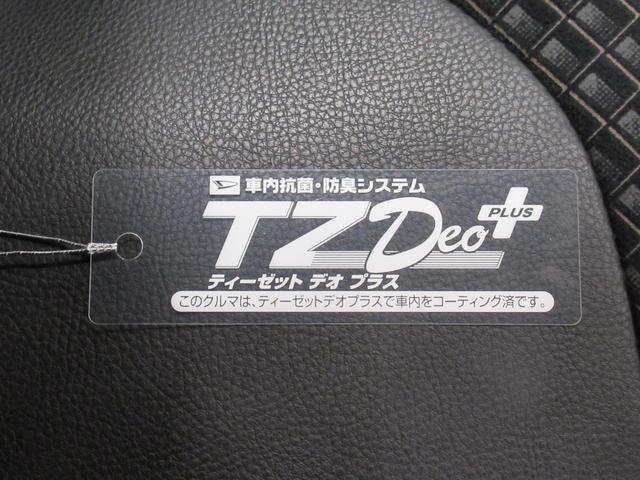 車内抗菌・防臭システム
TZ Deo PLUS
ティーゼット デオ プラス
このクルマは、ティーゼットデオプラスで車内をコーティング済です。